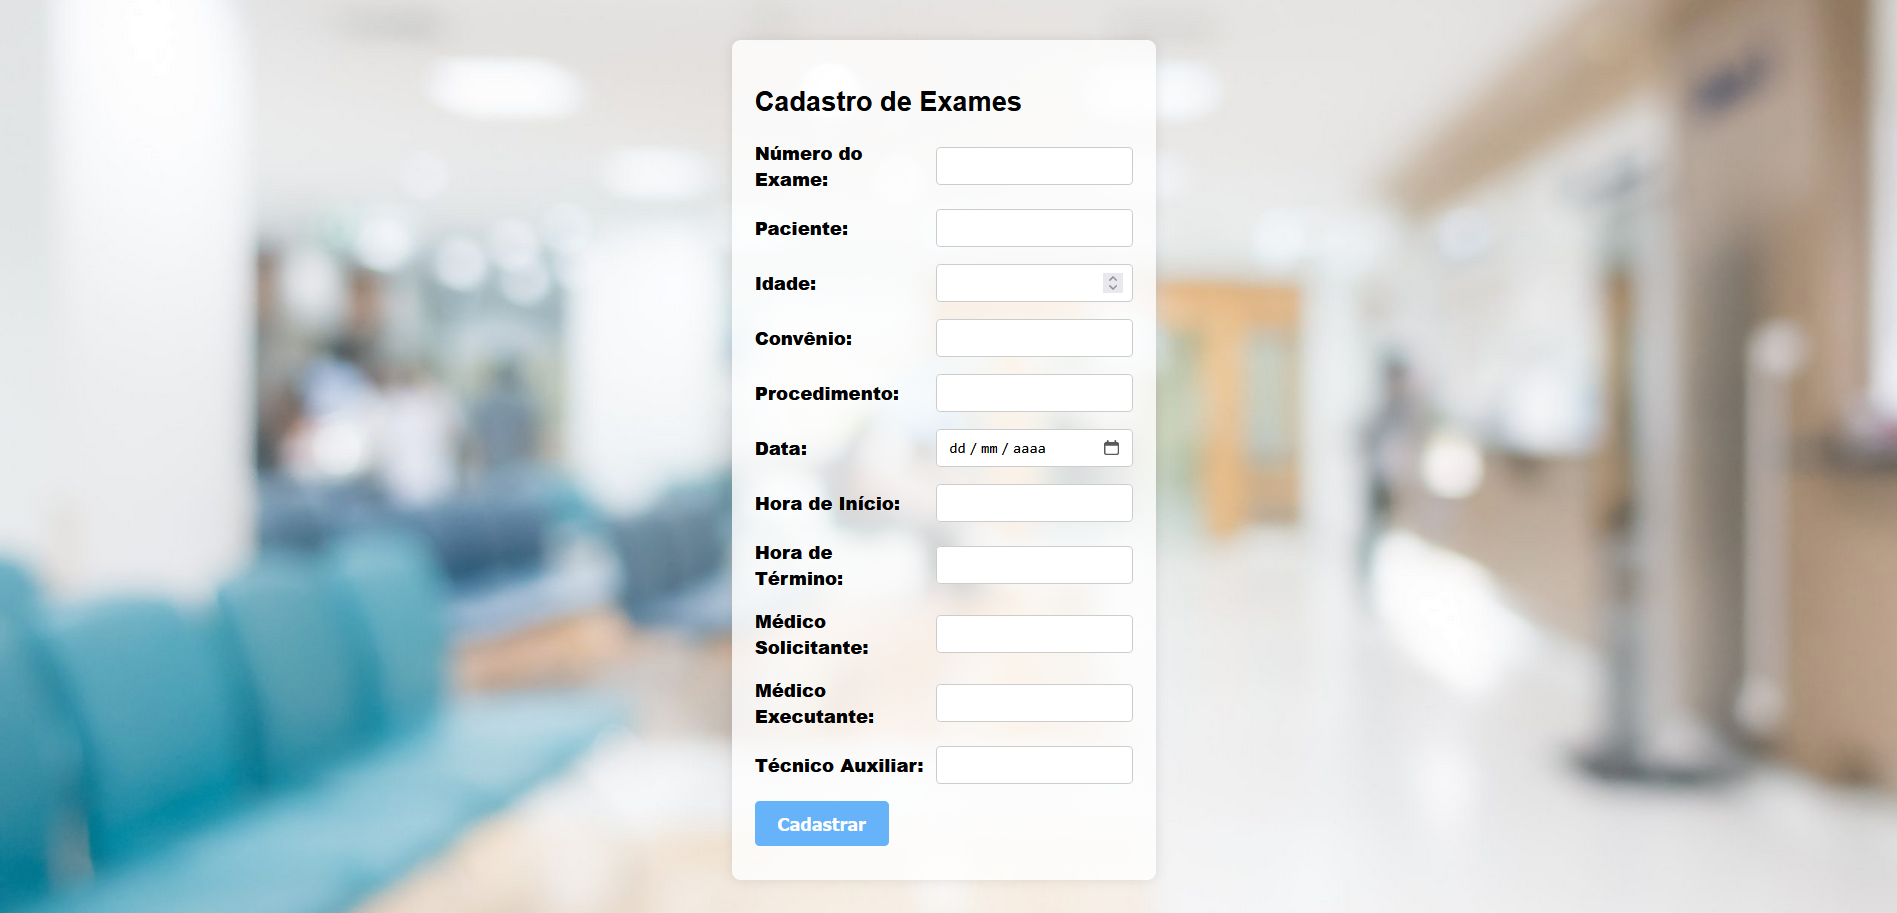 Cadastro de Exames
Número do
Exame:
Paciente:
Idade:
Convênio:
Procedimento:
Data:
dd / mm / aaaa
Hora de Início:
Hora de
Término:
Médico
Solicitante:
Médico
Executante:
Técnico Auxiliar:
Cadastrar